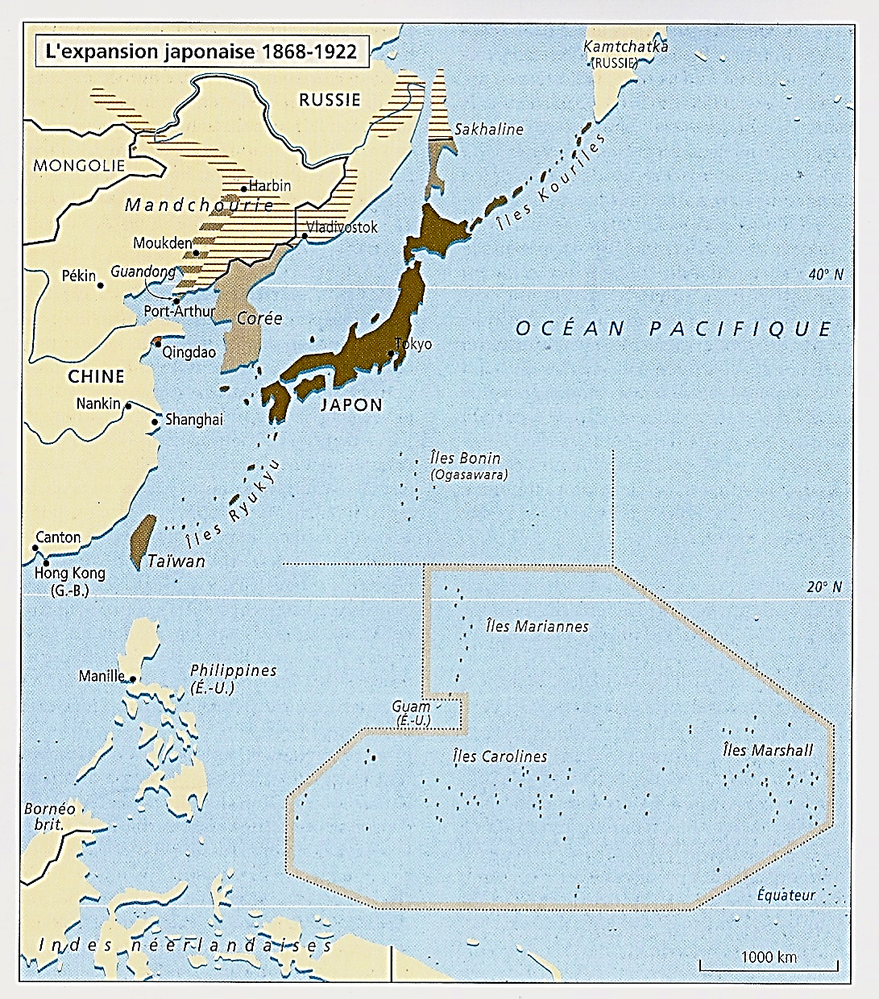 L'expansion japonaise 1868-1922
Kamtchatka
(RUSSIE)
RUSSIE
Sakhaline
MONGOLIE
Îles Kouriles
Harbin
Mandchourie
Vladivostok
Moukden
Guandong
Pékin
40° N
Port-Arthur
Corée
OCÉAN PACIFIQUE
Tokyo
Qingdao
CHINE
Nankin
JAPON
Shanghai
Îles Bonin
(Ogasawara)
Îles Ryukyu
Canton
Taïwan
Hong Kong
(G.-B.)
20° N
Îles Mariannes
Manille
Philippines
(É.-U.)
Guam
(É.-U.)
Îles Carolines
Îles Marshall
Bornéo
brit.
Équateur
Indes néerlandaises
1000 km